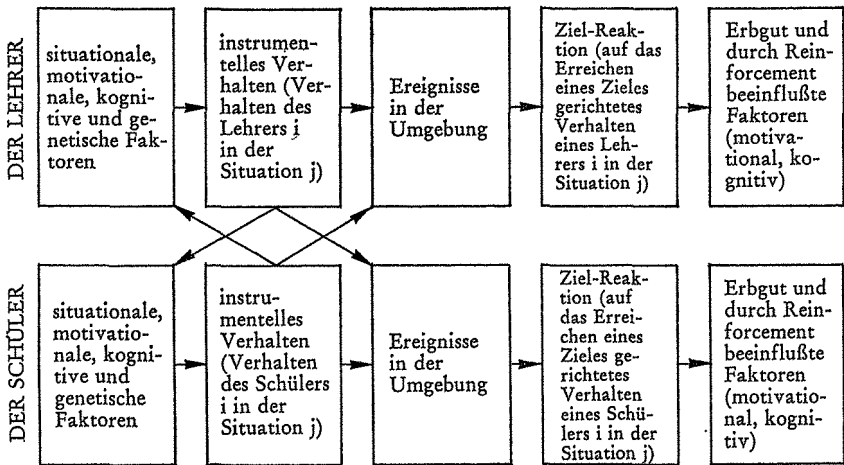 DER LEHRER
situationale,
motivatio-
nale, kogni-
tive und ge-
netische Fak-
toren
instrumen-
telles Ver-
halten (Ver-
halten des
Lehrers i
in der
Situation j)
Ereignisse
in der
Umgebung
Ziel-Reak-
tion (auf das
Erreichen
eines Zieles
gerichtetes
Verhalten
eines Leh-
rers i in der
Situation j)
Erbgut und
durch Rein-
forcement
beeinflußte
Faktoren
(motiva-
tional, ko-
gnitiv)
DER SCHÜLER
situationale,
motivatio-
nale, kogni-
tive und
genetische
Faktoren
instru-
mentelles
Verhalten
(Verhalten
des Schülers
i in der
Situation j)
Ereignisse
in der
Umgebung
Ziel-Reak-
tion (auf
das Errei-
chen eines
Zieles ge-
richtetes
Verhalten
eines Schü-
lers i in der
Situation j)
Erbgut und
durch Rein-
forcement
beeinflußte
Faktoren
(motivatio-
nal, kogni-
tiv)